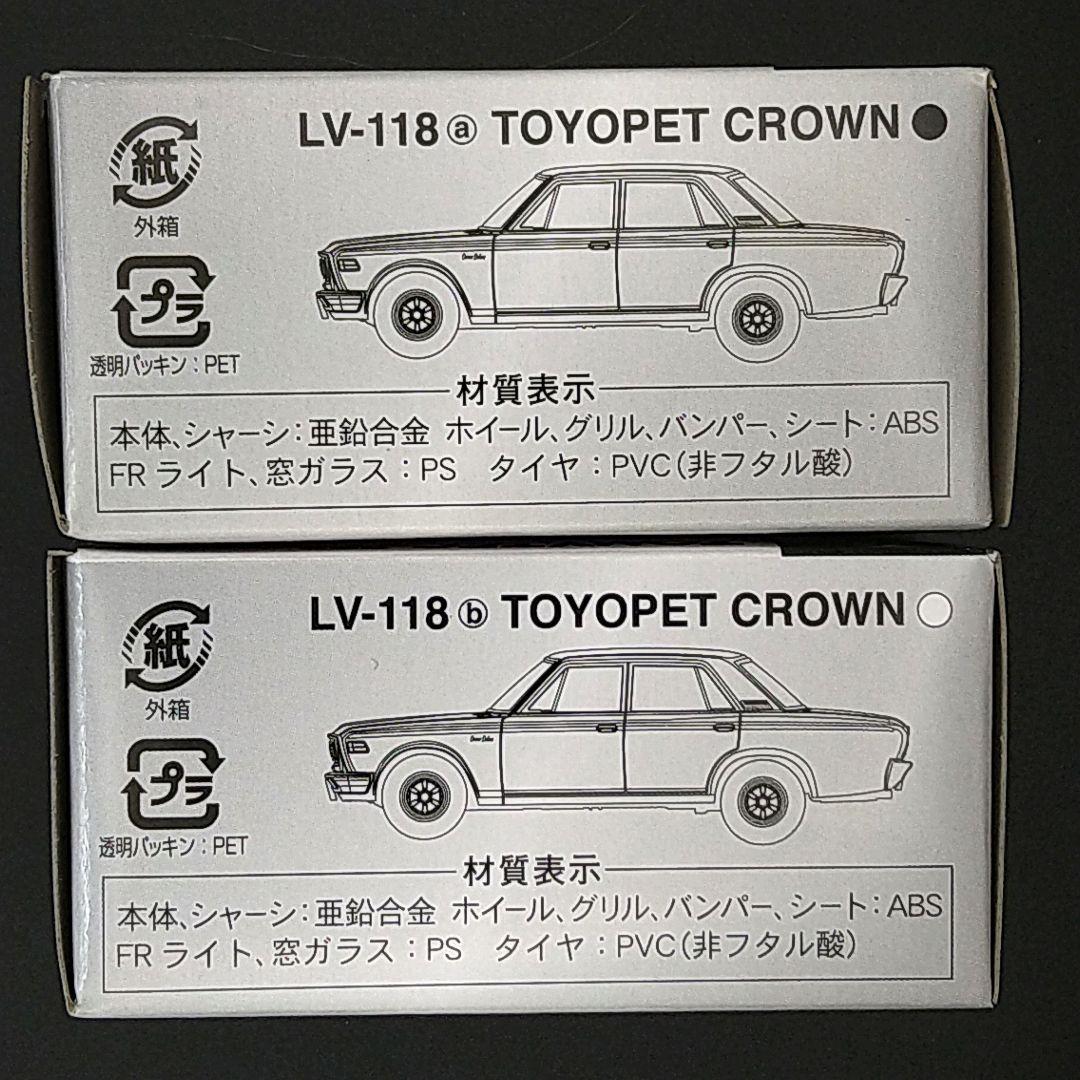 LV-118 ⓐ TOYOPET CROWN
紙
外箱
プラ
透明パッキン：PET
材質表示
本体、シャーシ：亜鉛合金 ホイール、グリル、バンパー、シート：ABS
FRライト、窓ガラス：PS タイヤ：PVC(非フタル酸)
LV-118 ⓑ TOYOPET CROWN
紙
外箱
プラ
透明パッキン：PET
材質表示
本体、シャーシ：亜鉛合金 ホイール、グリル、バンパー、シート：ABS
FRライト、窓ガラス：PS タイヤ：PVC(非フタル酸)